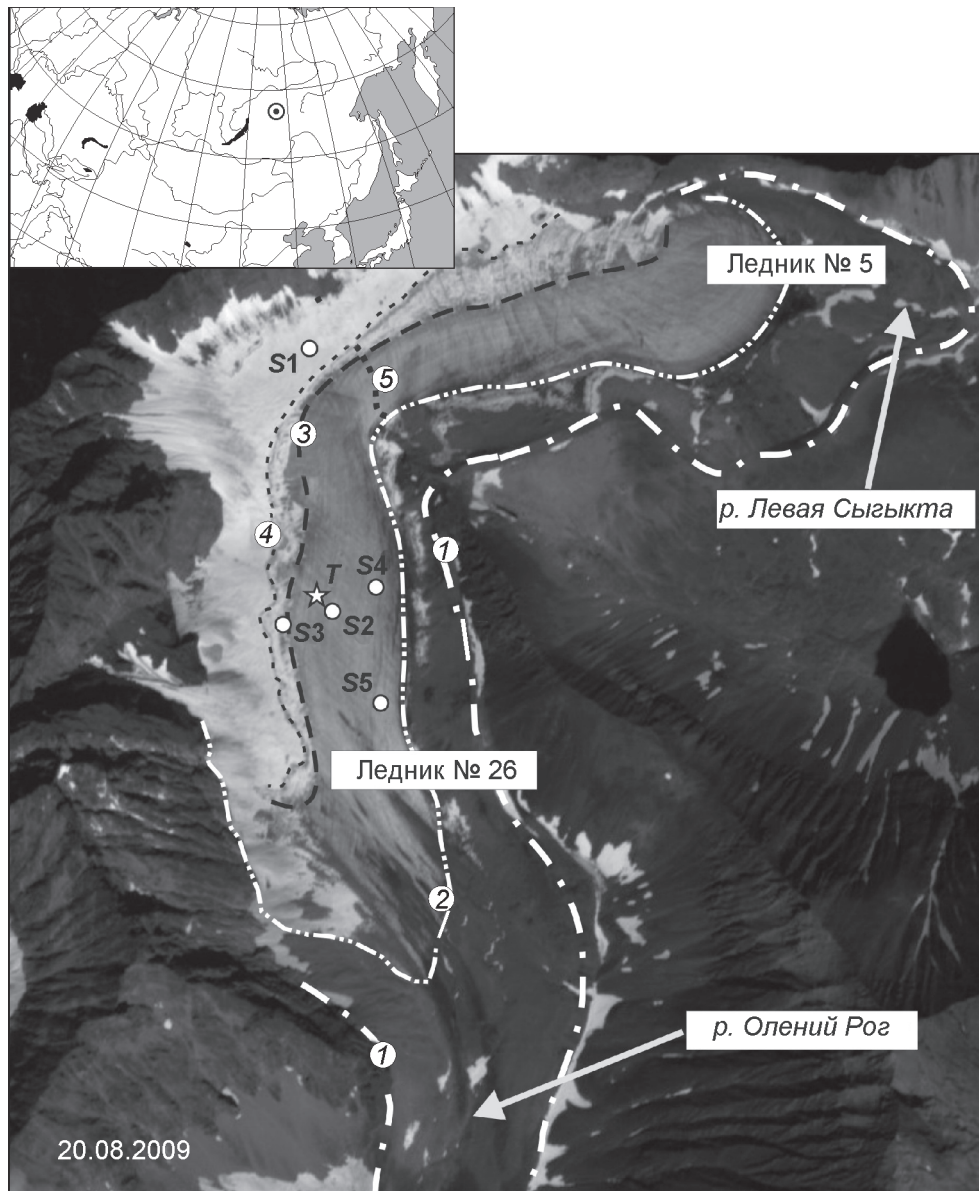 Ледник № 5
S1
5
3
р. Левая Сыгыкта
4
1
T
S4
S3
S2
S5
Ледник № 26
2
р. Олений Рог
1
20.08.2009